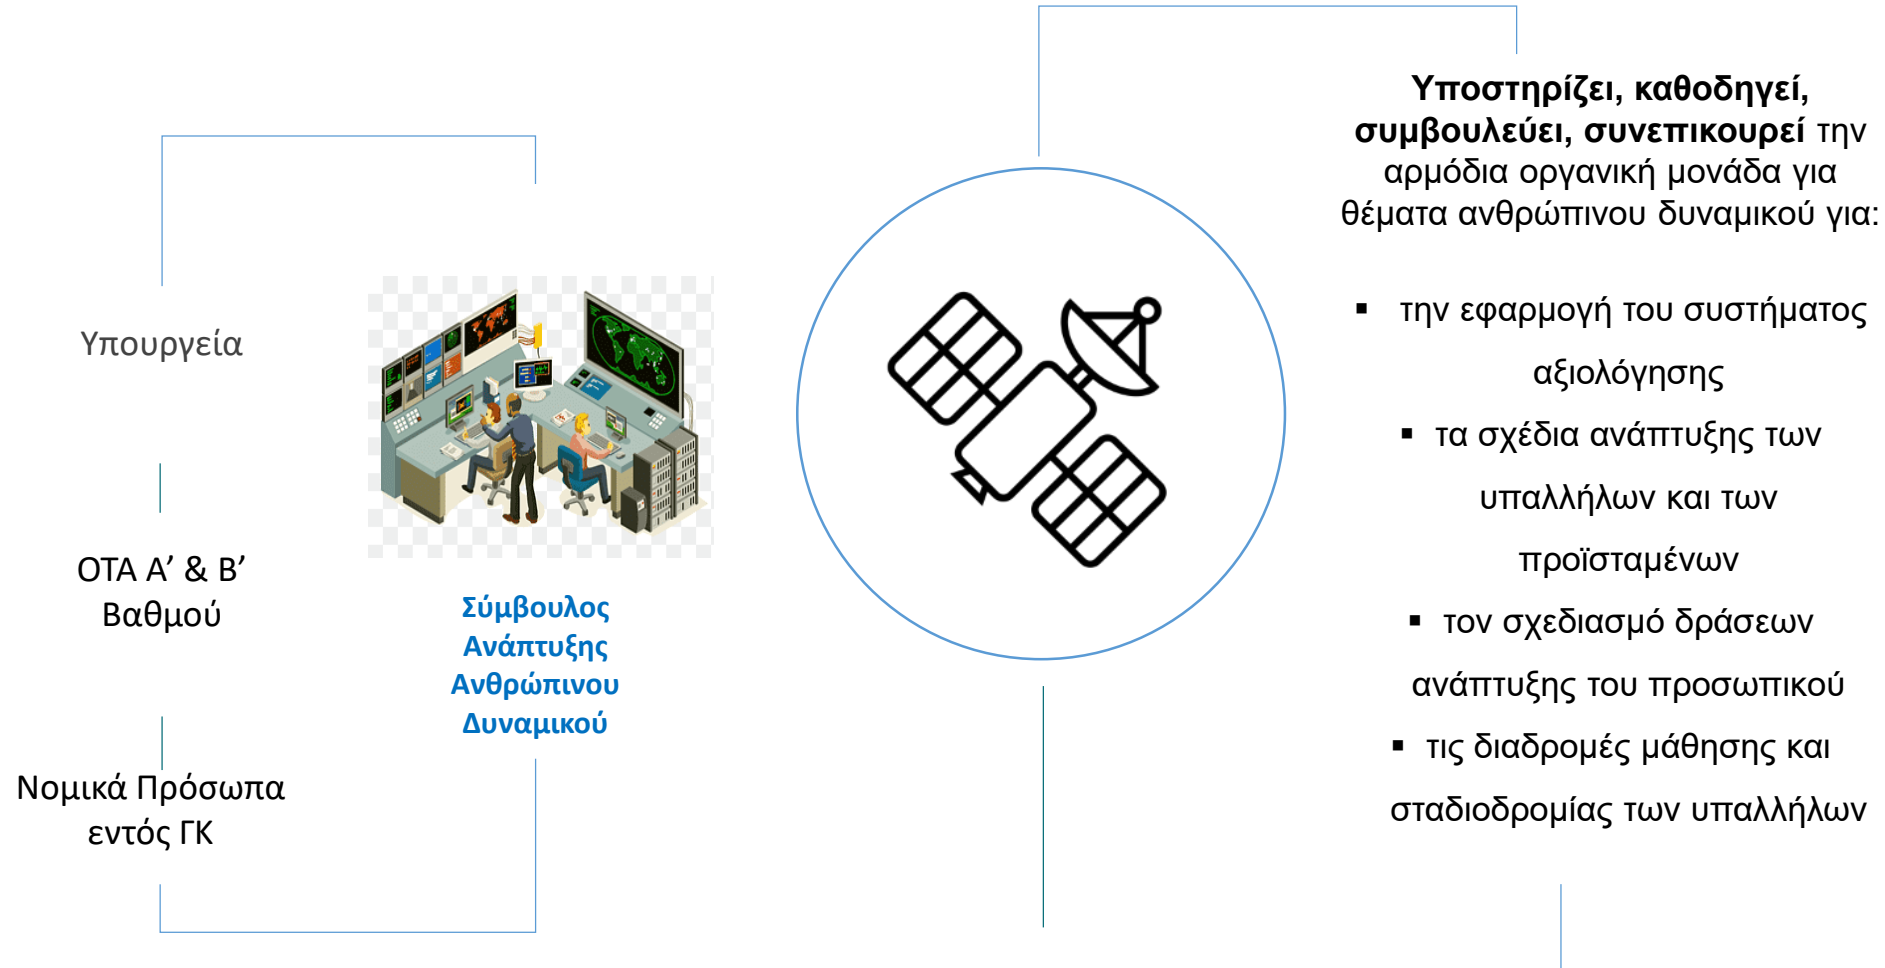 Υπουργεία
ΟΤΑ Α’ & Β’
Βαθμού
Νομικά Πρόσωπα
εντός ΓΚ
Σύμβουλος
Ανάπτυξης
Ανθρώπινου
Δυναμικού
Υποστηρίζει, καθοδηγεί,
συμβουλεύει, συνεπικουρεί την
αρμόδια οργανική μονάδα για
θέματα ανθρώπινου δυναμικού για:
▪ την εφαρμογή του συστήματος
αξιολόγησης
▪ τα σχέδια ανάπτυξης των
υπαλλήλων και των
προϊσταμένων
▪ τον σχεδιασμό δράσεων
ανάπτυξης του προσωπικού
▪ τις διαδρομές μάθησης και
σταδιοδρομίας των υπαλλήλων